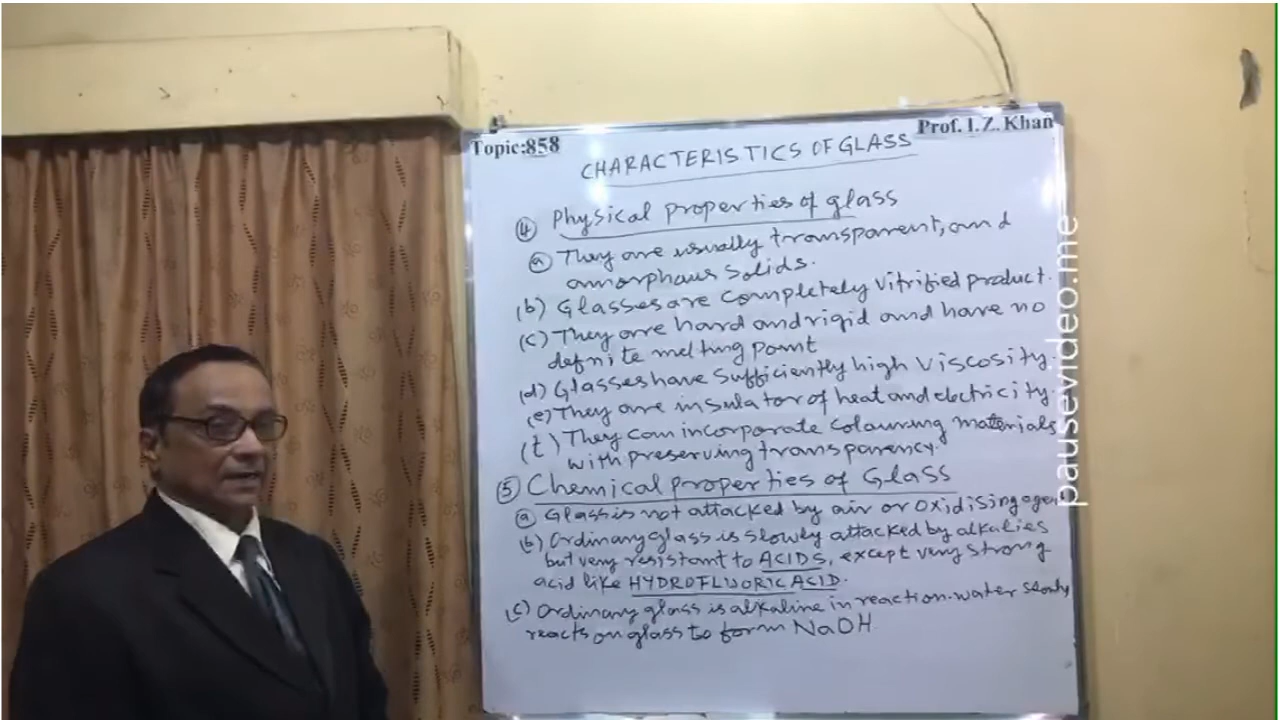 Topic:858
Prof. I.Z. Khan
CHARACTERISTICS OF GLASS
④ Physical properties of glass
ⓐ They are usually transparent, and
amorphous solids.
(b) Glasses are completely vitrified product.
(c) They are hard and rigid and have no
definite melting point
(d) Glasses have sufficiently high viscosity.
(e) They are insulator of heat and electricity.
(f) They can incorporate colouring materials
with preserving transparency.
⑤ Chemical properties of Glass
ⓐ Glass is not attacked by air or oxidising agent
(b) Ordinary glass is slowly attacked by alkalies
but very resistant to ACIDS, except very strong
acid like HYDROFLUORIC ACID.
(c) Ordinary glass is alkaline in reaction. water slowly
reacts on glass to form NaOH
pausevideo.me